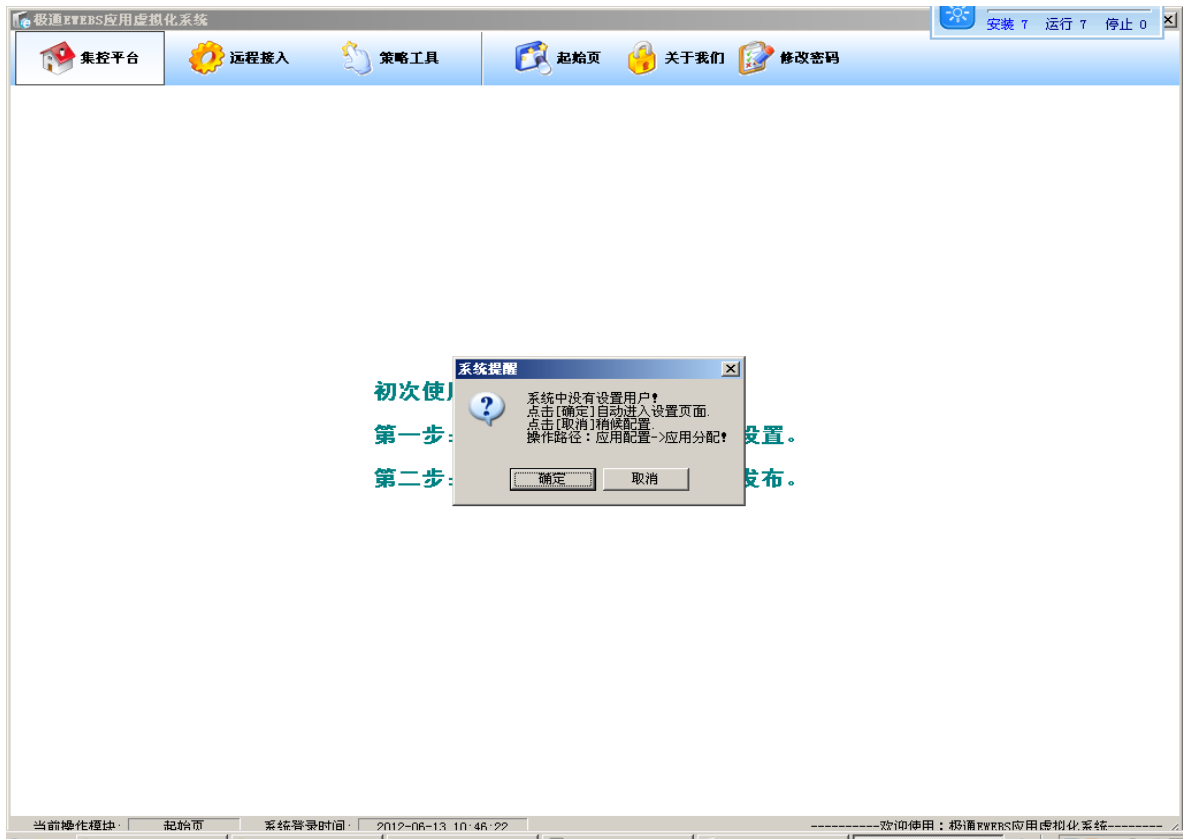 极通EWEBS应用虚拟化系统
安装 7 运行 7 停止 0
集控平台 远程接入 策略工具 起始页 关于我们 修改密码
系统提醒
系统中没有设置用户!
点击[确定]自动进入设置页面.
点击[取消]稍候配置.
操作路径：应用配置->应用分配!
确定 取消
初次使
第一步: 设置。
第二步: 发布。
当前操作模块: 起始页 系统登录时间: 2012-06-13 10:46:22 ----------欢迎使用：极通EWEBS应用虚拟化系统--------